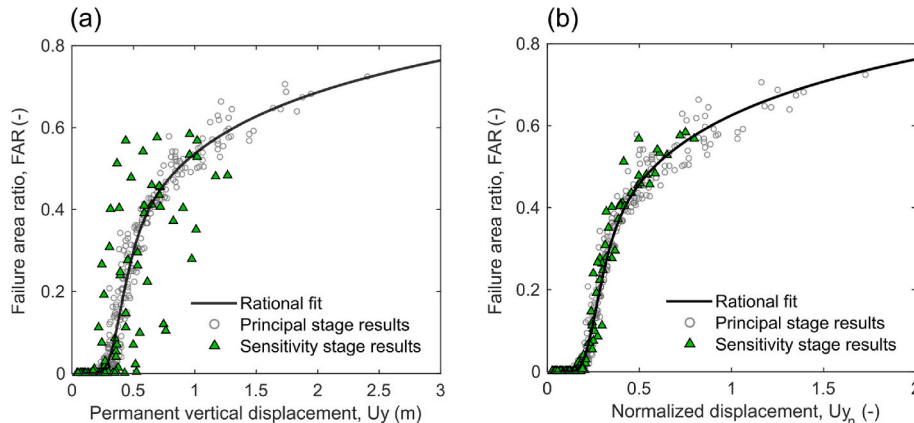 (a)
0.8
0.6
0.4
0.2
0
Failure area ratio, FAR (-)
Rational fit
Principal stage results
Sensitivity stage results
0 0.5 1 1.5 2 2.5 3
Permanent vertical displacement, Uy (m)
(b)
0.8
0.6
0.4
0.2
0
Failure area ratio, FAR (-)
Rational fit
Principal stage results
Sensitivity stage results
0 0.5 1 1.5 2
Normalized displacement, Uyn (-)